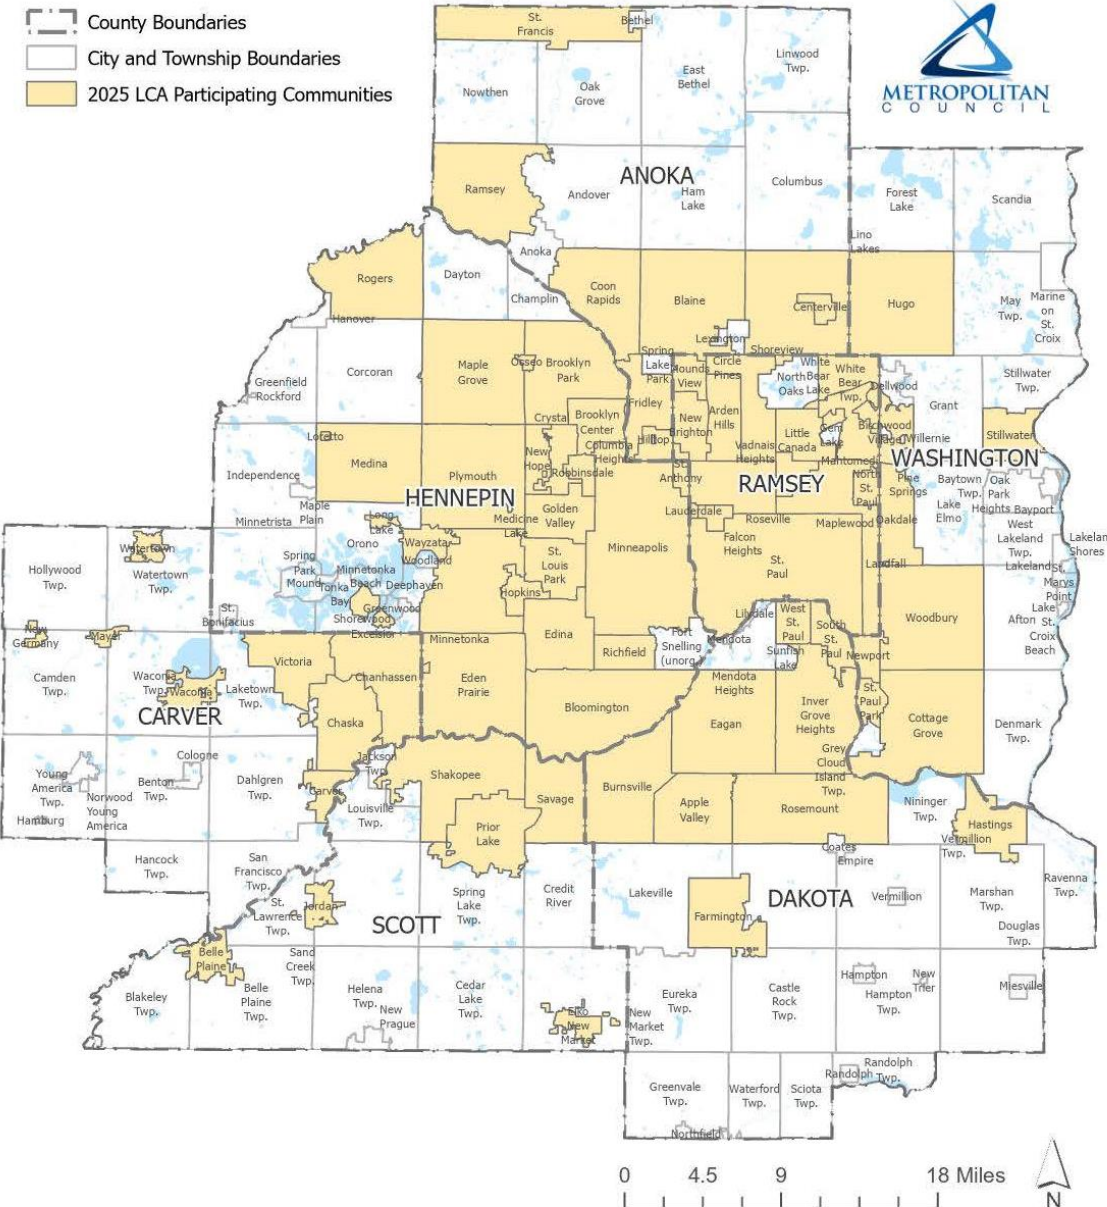 County Boundaries
City and Township Boundaries
2025 LCA Participating Communities
METROPOLITAN
COUNCIL
St.
Francis
Bethel
Linwood
Twp.
Nowthen
Oak
Grove
East
Bethel
ANOKA
Ramsey
Andover
Ham
Lake
Columbus
Forest
Lake
Scandia
Lino
Lakes
Anoka
Rogers
Dayton
Champlin
Coon
Rapids
Blaine
Centerville
Hugo
May
Twp.
Marine
on
St.
Croix
Hanover
Lexington
Shoreview
Corcoran
Maple
Grove
Osseo
Brooklyn
Park
Spring
Lake
Park
Mounds
View
Circle
Pines
North
Oaks
White
Bear
Lake
White
Bear
Twp.
Dellwood
Stillwater
Twp.
Greenfield
Rockford
Grant
Fridley
Crystal
Brooklyn
Center
New
Brighton
Arden
Hills
Birchwood
Village
Willernie
Stillwater
Loretto
Medina
Columbia
Heights
Hilltop
Vadnais
Heights
Little
Canada
Gem
Lake
Mahtomedi
WASHINGTON
Independence
Plymouth
New
Hope
Robbinsdale
St.
Anthony
RAMSEY
North
St.
Paul
Pine
Springs
Baytown
Twp.
Oak
Park
Heights
Bayport
HENNEPIN
Maple
Plain
Minnetrista
Long
Lake
Medicine
Lake
Golden
Valley
Lauderdale
Roseville
Maplewood
Oakdale
Lake
Elmo
West
Lakeland
Twp.
Lakeland
Shores
Watertown
Orono
Wayzata
Woodland
Minneapolis
Falcon
Heights
St.
Paul
Landfall
Lakeland
St.
Marys
Point
Hollywood
Twp.
Watertown
Twp.
Spring
Park
Mound
Minnetonka
Beach
Tonka
Bay
Deephaven
Greenwood
Shorewood
Excelsior
Hopkins
St.
Louis
Park
Woodbury
Lake
St.
Croix
Beach
Afton
St.
Bonifacius
New
Germany
Mayer
Minnetonka
Edina
Richfield
Fort
Snelling
(unorg.)
Lilydale
Mendota
West
St.
Paul
South
St.
Paul
Sunfish
Lake
Newport
Camden
Twp.
Waconia
Twp.
Waconia
Laketown
Twp.
Victoria
Chanhassen
Eden
Prairie
Bloomington
Mendota
Heights
St.
Paul
Park
CARVER
Chaska
Eagan
Inver
Grove
Heights
Cottage
Grove
Denmark
Twp.
Grey
Cloud
Island
Twp.
Young
America
Twp.
Cologne
Benton
Twp.
Dahlgren
Twp.
Carver
Jackson
Twp.
Shakopee
Savage
Burnsville
Apple
Valley
Rosemount
Nininger
Twp.
Hastings
Norwood
Young
America
Hamburg
Louisville
Twp.
Prior
Lake
Coates
Empire
Vermillion
Twp.
Hancock
Twp.
San
Francisco
Twp.
Ravenna
Twp.
St.
Lawrence
Twp.
Jordan
SCOTT
Spring
Lake
Twp.
Credit
River
Lakeville
Farmington
DAKOTA
Vermillion
Marshan
Twp.
Douglas
Twp.
Belle
Plaine
Sand
Creek
Twp.
Blakeley
Twp.
Belle
Plaine
Twp.
Helena
Twp.
New
Prague
Cedar
Lake
Twp.
Elko
New
Market
New
Market
Twp.
Eureka
Twp.
Castle
Rock
Twp.
Hampton
Hampton
Twp.
New
Trier
Miesville
Greenvale
Twp.
Waterford
Twp.
Sciota
Twp.
Randolph
Randolph
Twp.
Northfield
0 4.5 9 18 Miles
N